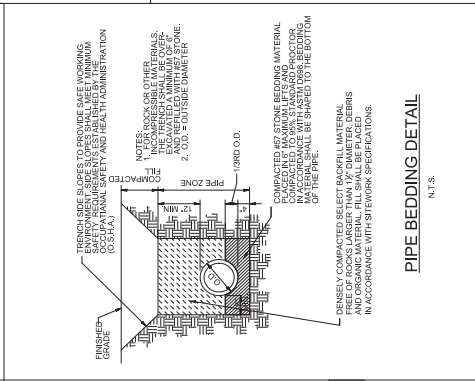 TRENCH SIDE SLOPES TO PROVIDE SAFE WORKING
ENVIRONMENT. SIDE SLOPES SHALL MEET MINIMUM
SAFETY REQUIREMENTS ESTABLISHED BY THE
OCCUPATIONAL SAFETY AND HEALTH ADMINISTRATION
(O.S.H.A.)
FINISHED
GRADE
NOTES:
1. FOR ROCK OR OTHER
INCOMPRESSIBLE MATERIALS,
THE TRENCH SHALL BE OVER-
EXCAVATED A MINIMUM OF 6"
AND REFILLED WITH #57 STONE.
2. O.D. = OUTSIDE DIAMETER
COMPACTED
FILL
PIPE ZONE
12" MIN.
4"
O.D.
1/3RD O.D.
COMPACTED #57 STONE BEDDING MATERIAL
PLACED IN 6" MAXIMUM LIFTS AND
COMPACTED TO 95% STANDARD PROCTOR
IN ACCORDANCE WITH ASTM D698. BEDDING
MATERIAL SHALL BE SHAPED TO THE BOTTOM
OF THE PIPE.
DENSELY COMPACTED SELECT BACKFILL MATERIAL
FREE OF ROCKS LARGER THAN 1½" DIAMETER, DEBRIS
AND ORGANIC MATERIAL. FILL SHALL BE PLACED
IN ACCORDANCE WITH SITEWORK SPECIFICATIONS.
PIPE BEDDING DETAIL
N.T.S.